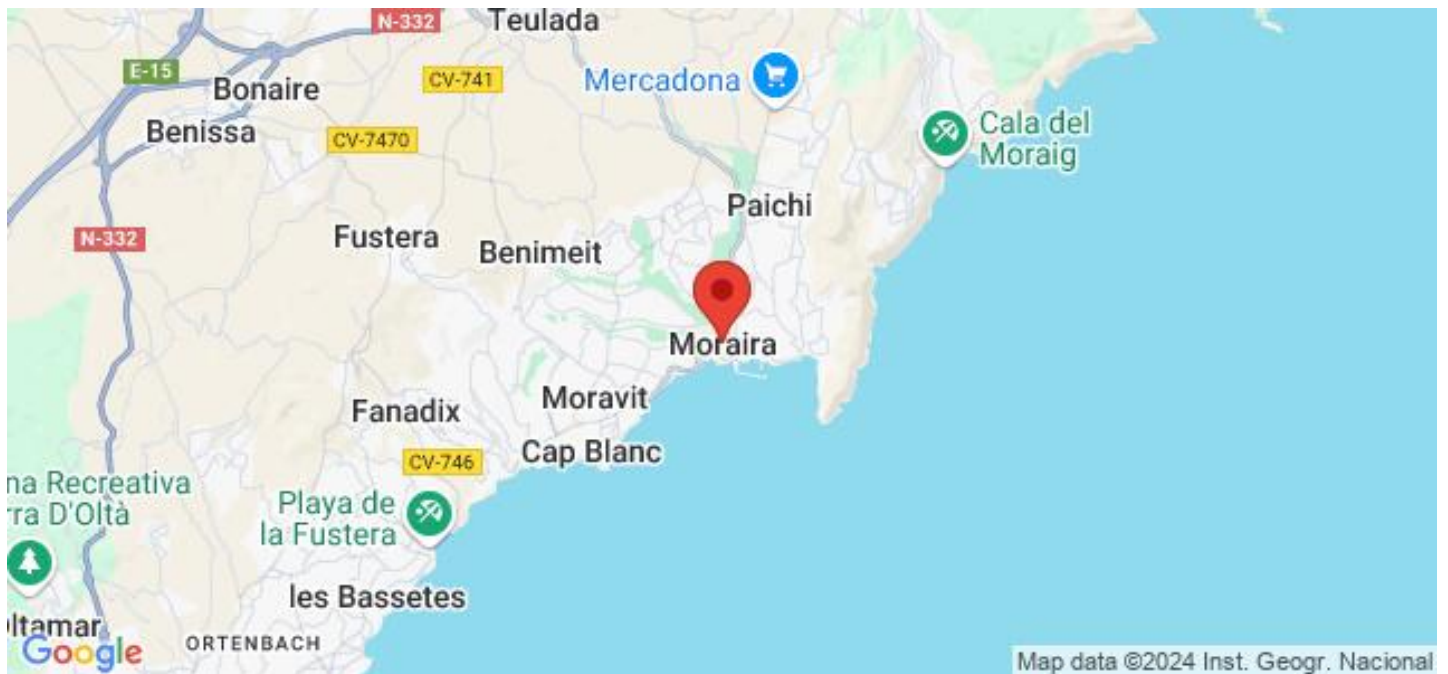 Teulada
N-332
E-15
CV-741
Bonaire
Mercadona
Benissa
CV-7470
Cala del
Moraig
Paichi
N-332
Fustera
Benimeit
Moraira
Moravit
Fanadix
Cap Blanc
CV-746
na Recreativa
rra D'Oltà
Playa de
la Fustera
les Bassetes
ltamar
ORTENBACH
Google
Map data ©2024 Inst. Geogr. Nacional